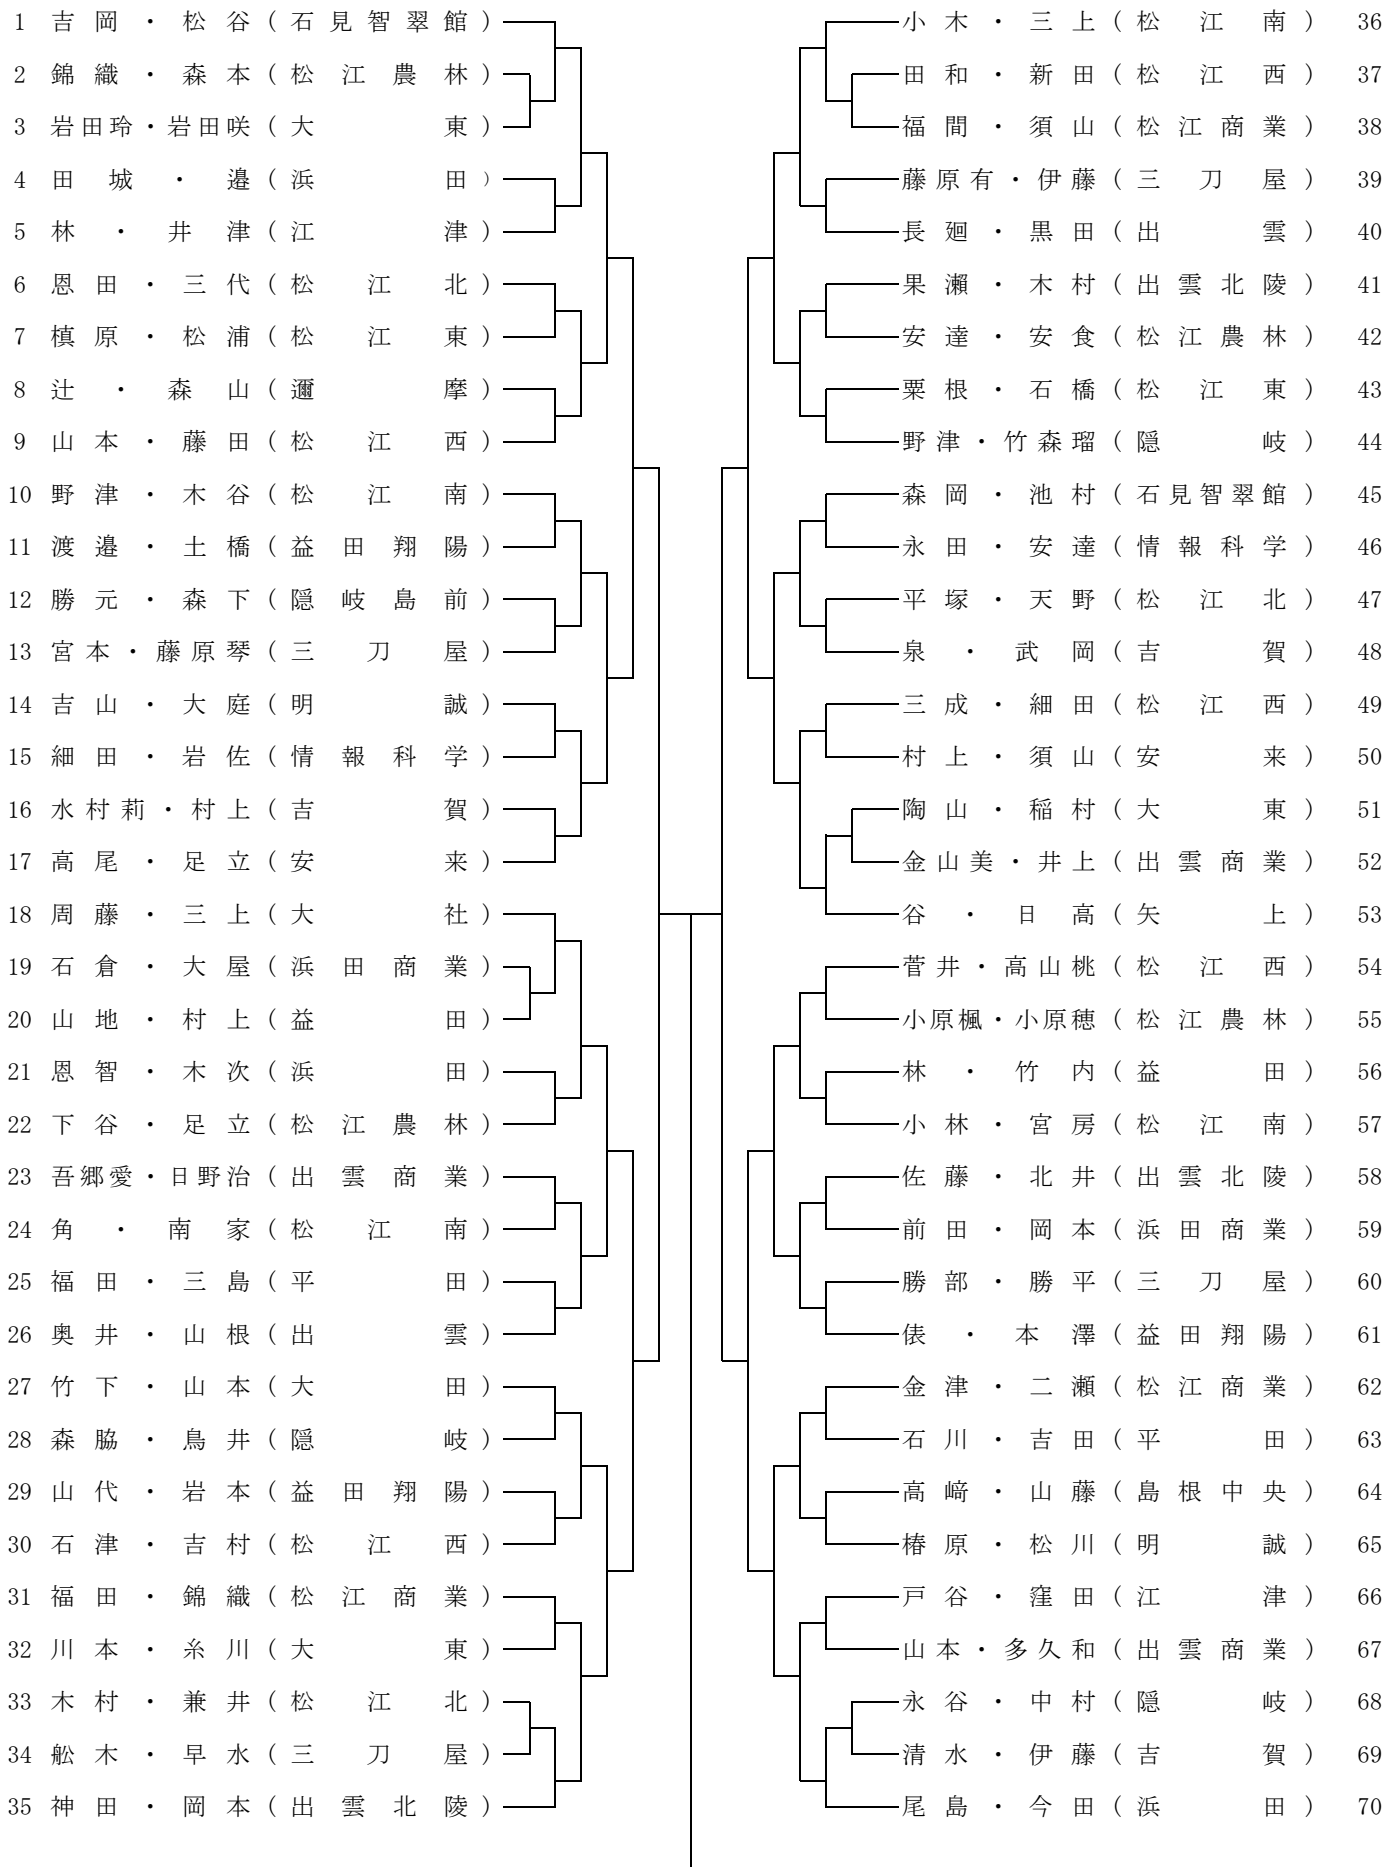 1 吉岡・松谷(石見智翠館)
2 錦織・森本(松江農林)
3 岩田玲・岩田咲(大東)
4 田城・邉(浜田)
5 林・井津(江津)
6 恩田・三代(松江北)
7 槙原・松浦(松江東)
8 辻・森山(邇摩)
9 山本・藤田(松江西)
10 野津・木谷(松江南)
11 渡邉・土橋(益田翔陽)
12 勝元・森下(隠岐島前)
13 宮本・藤原琴(三刀屋)
14 吉山・大庭(明誠)
15 細田・岩佐(情報科学)
16 水村莉・村上(吉賀)
17 高尾・足立(安来)
18 周藤・三上(大社)
19 石倉・大屋(浜田商業)
20 山地・村上(益田)
21 恩智・木次(浜田)
22 下谷・足立(松江農林)
23 吾郷愛・日野治(出雲商業)
24 角・南家(松江南)
25 福田・三島(平田)
26 奥井・山根(出雲)
27 竹下・山本(大田)
28 森脇・鳥井(隠岐)
29 山代・岩本(益田翔陽)
30 石津・吉村(松江西)
31 福田・錦織(松江商業)
32 川本・糸川(大東)
33 木村・兼井(松江北)
34 舩木・早水(三刀屋)
35 神田・岡本(出雲北陵)
小木・三上(松江南) 36
田和・新田(松江西) 37
福間・須山(松江商業) 38
藤原有・伊藤(三刀屋) 39
長廻・黒田(出雲) 40
果瀬・木村(出雲北陵) 41
安達・安食(松江農林) 42
粟根・石橋(松江東) 43
野津・竹森瑠(隠岐) 44
森岡・池村(石見智翠館) 45
永田・安達(情報科学) 46
平塚・天野(松江北) 47
泉・武岡(吉賀) 48
三成・細田(松江西) 49
村上・須山(安来) 50
陶山・稲村(大東) 51
金山美・井上(出雲商業) 52
谷・日高(矢上) 53
菅井・高山桃(松江西) 54
小原楓・小原穂(松江農林) 55
林・竹内(益田) 56
小林・宮房(松江南) 57
佐藤・北井(出雲北陵) 58
前田・岡本(浜田商業) 59
勝部・勝平(三刀屋) 60
俵・本澤(益田翔陽) 61
金津・二瀬(松江商業) 62
石川・吉田(平田) 63
高﨑・山藤(島根中央) 64
椿原・松川(明誠) 65
戸谷・窪田(江津) 66
山本・多久和(出雲商業) 67
永谷・中村(隠岐) 68
清水・伊藤(吉賀) 69
尾島・今田(浜田) 70